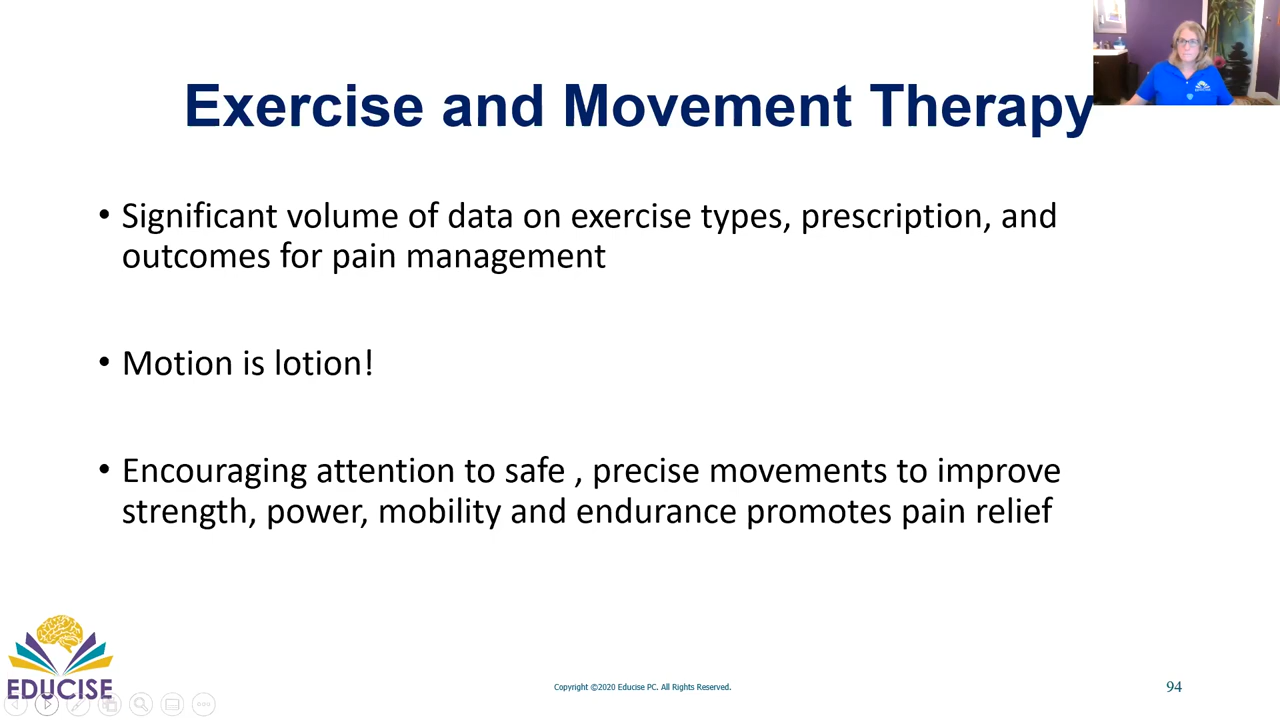 Exercise and Movement Therapy
• Significant volume of data on exercise types, prescription, and
outcomes for pain management
• Motion is lotion!
• Encouraging attention to safe , precise movements to improve
strength, power, mobility and endurance promotes pain relief
EDUCISE
Copyright ©2020 Educise PC. All Rights Reserved.
94